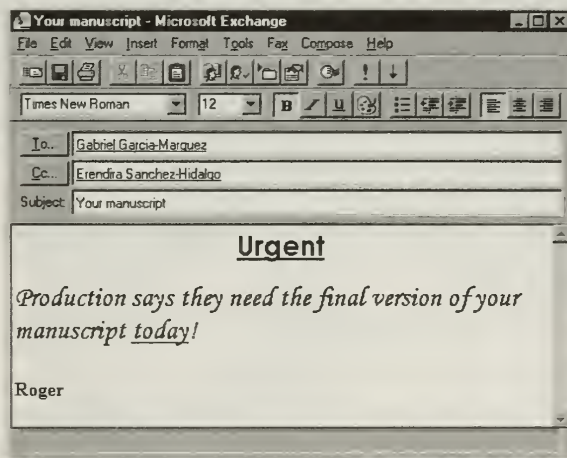 Your manuscript - Microsoft Exchange
File Edit View Insert Format Tools Fax Compose Help
Times New Roman 12 B I U
To... Gabriel Garcia-Marquez
Cc... Erendira Sanchez-Hidalgo
Subject: Your manuscript
Urgent
Production says they need the final version of your
manuscript today!
Roger